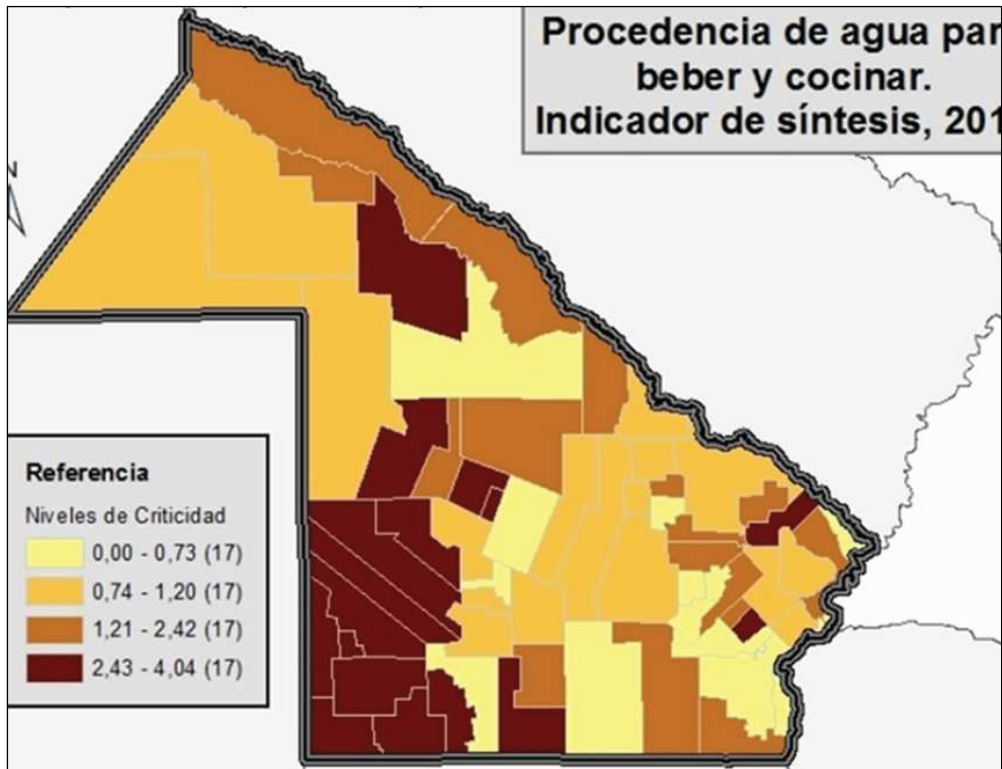 Procedencia de agua par
beber y cocinar.
Indicador de síntesis, 201
N
Referencia
Niveles de Criticidad
0,00 - 0,73 (17)
0,74 - 1,20 (17)
1,21 - 2,42 (17)
2,43 - 4,04 (17)